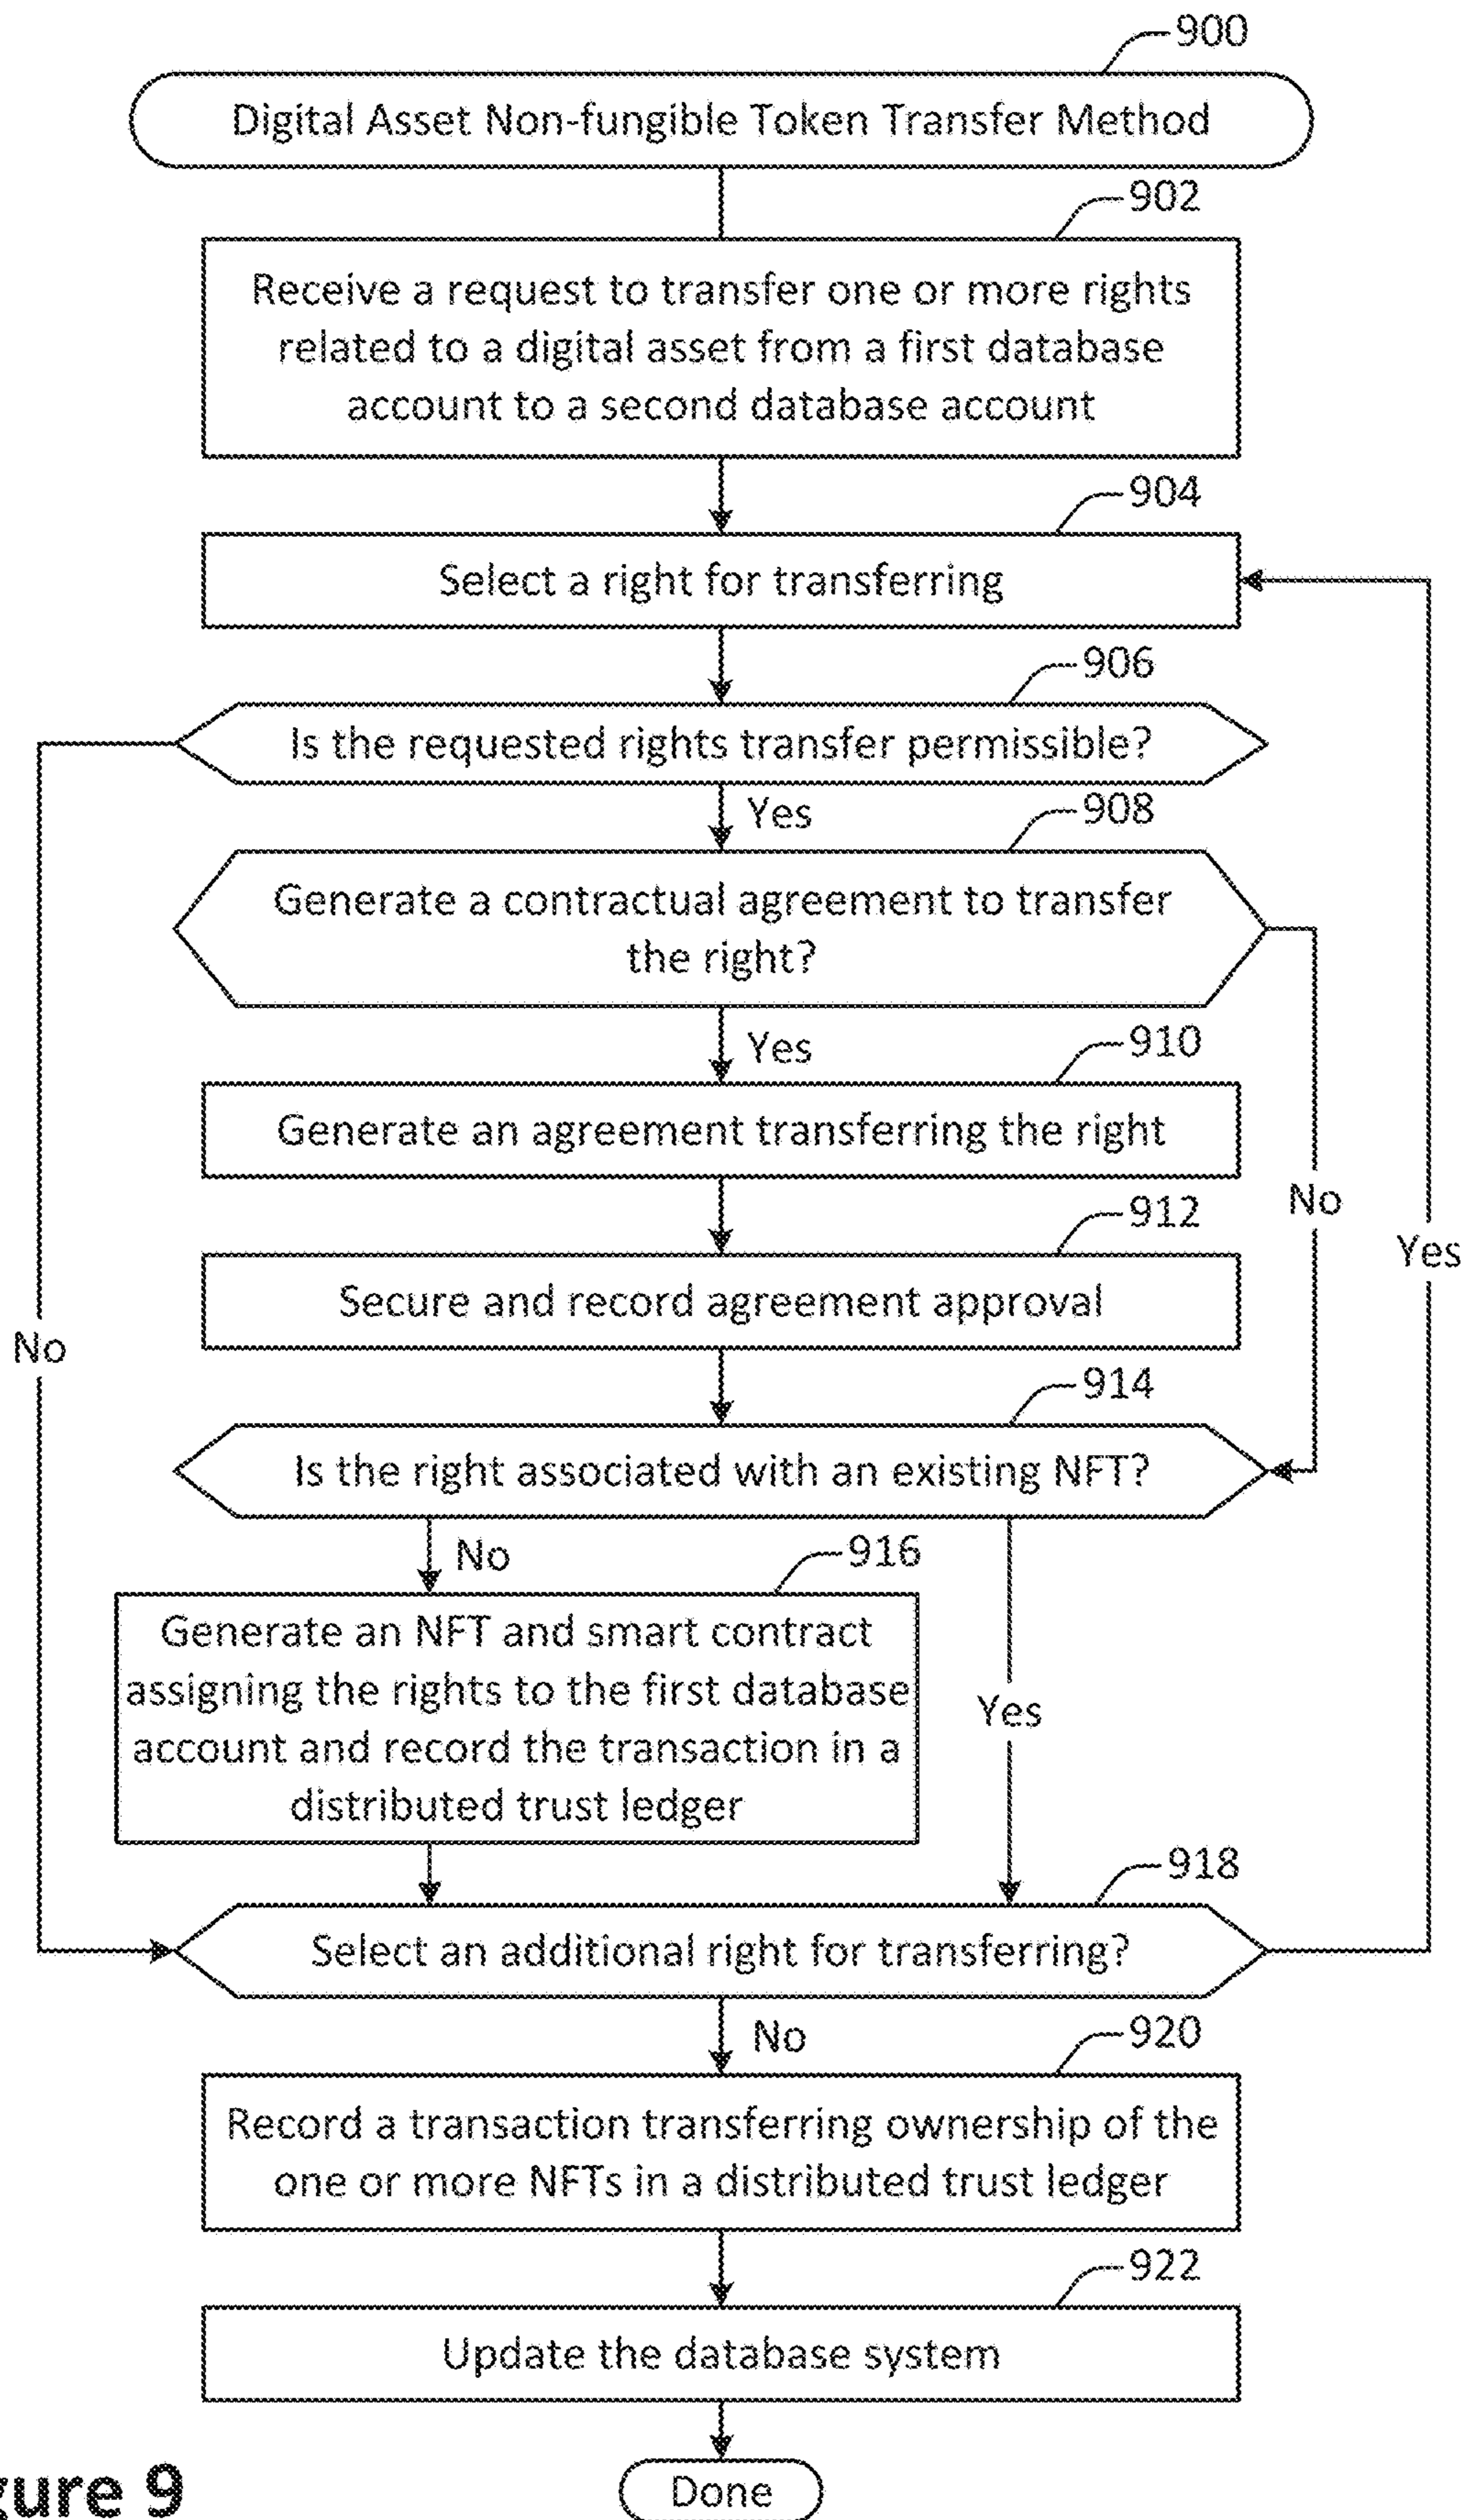 900
Digital Asset Non-fungible Token Transfer Method
902
Receive a request to transfer one or more rights
related to a digital asset from a first database
account to a second database account
904
Select a right for transferring
906
Is the requested rights transfer permissible?
Yes
908
Generate a contractual agreement to transfer
the right?
Yes
910
Generate an agreement transferring the right
No
912
Yes
Secure and record agreement approval
No
914
Is the right associated with an existing NFT?
No
916
Generate an NFT and smart contract
assigning the rights to the first database
account and record the transaction in a
distributed trust ledger
Yes
918
Select an additional right for transferring?
No
920
Record a transaction transferring ownership of the
one or more NFTs in a distributed trust ledger
922
Update the database system
Done
gure 9